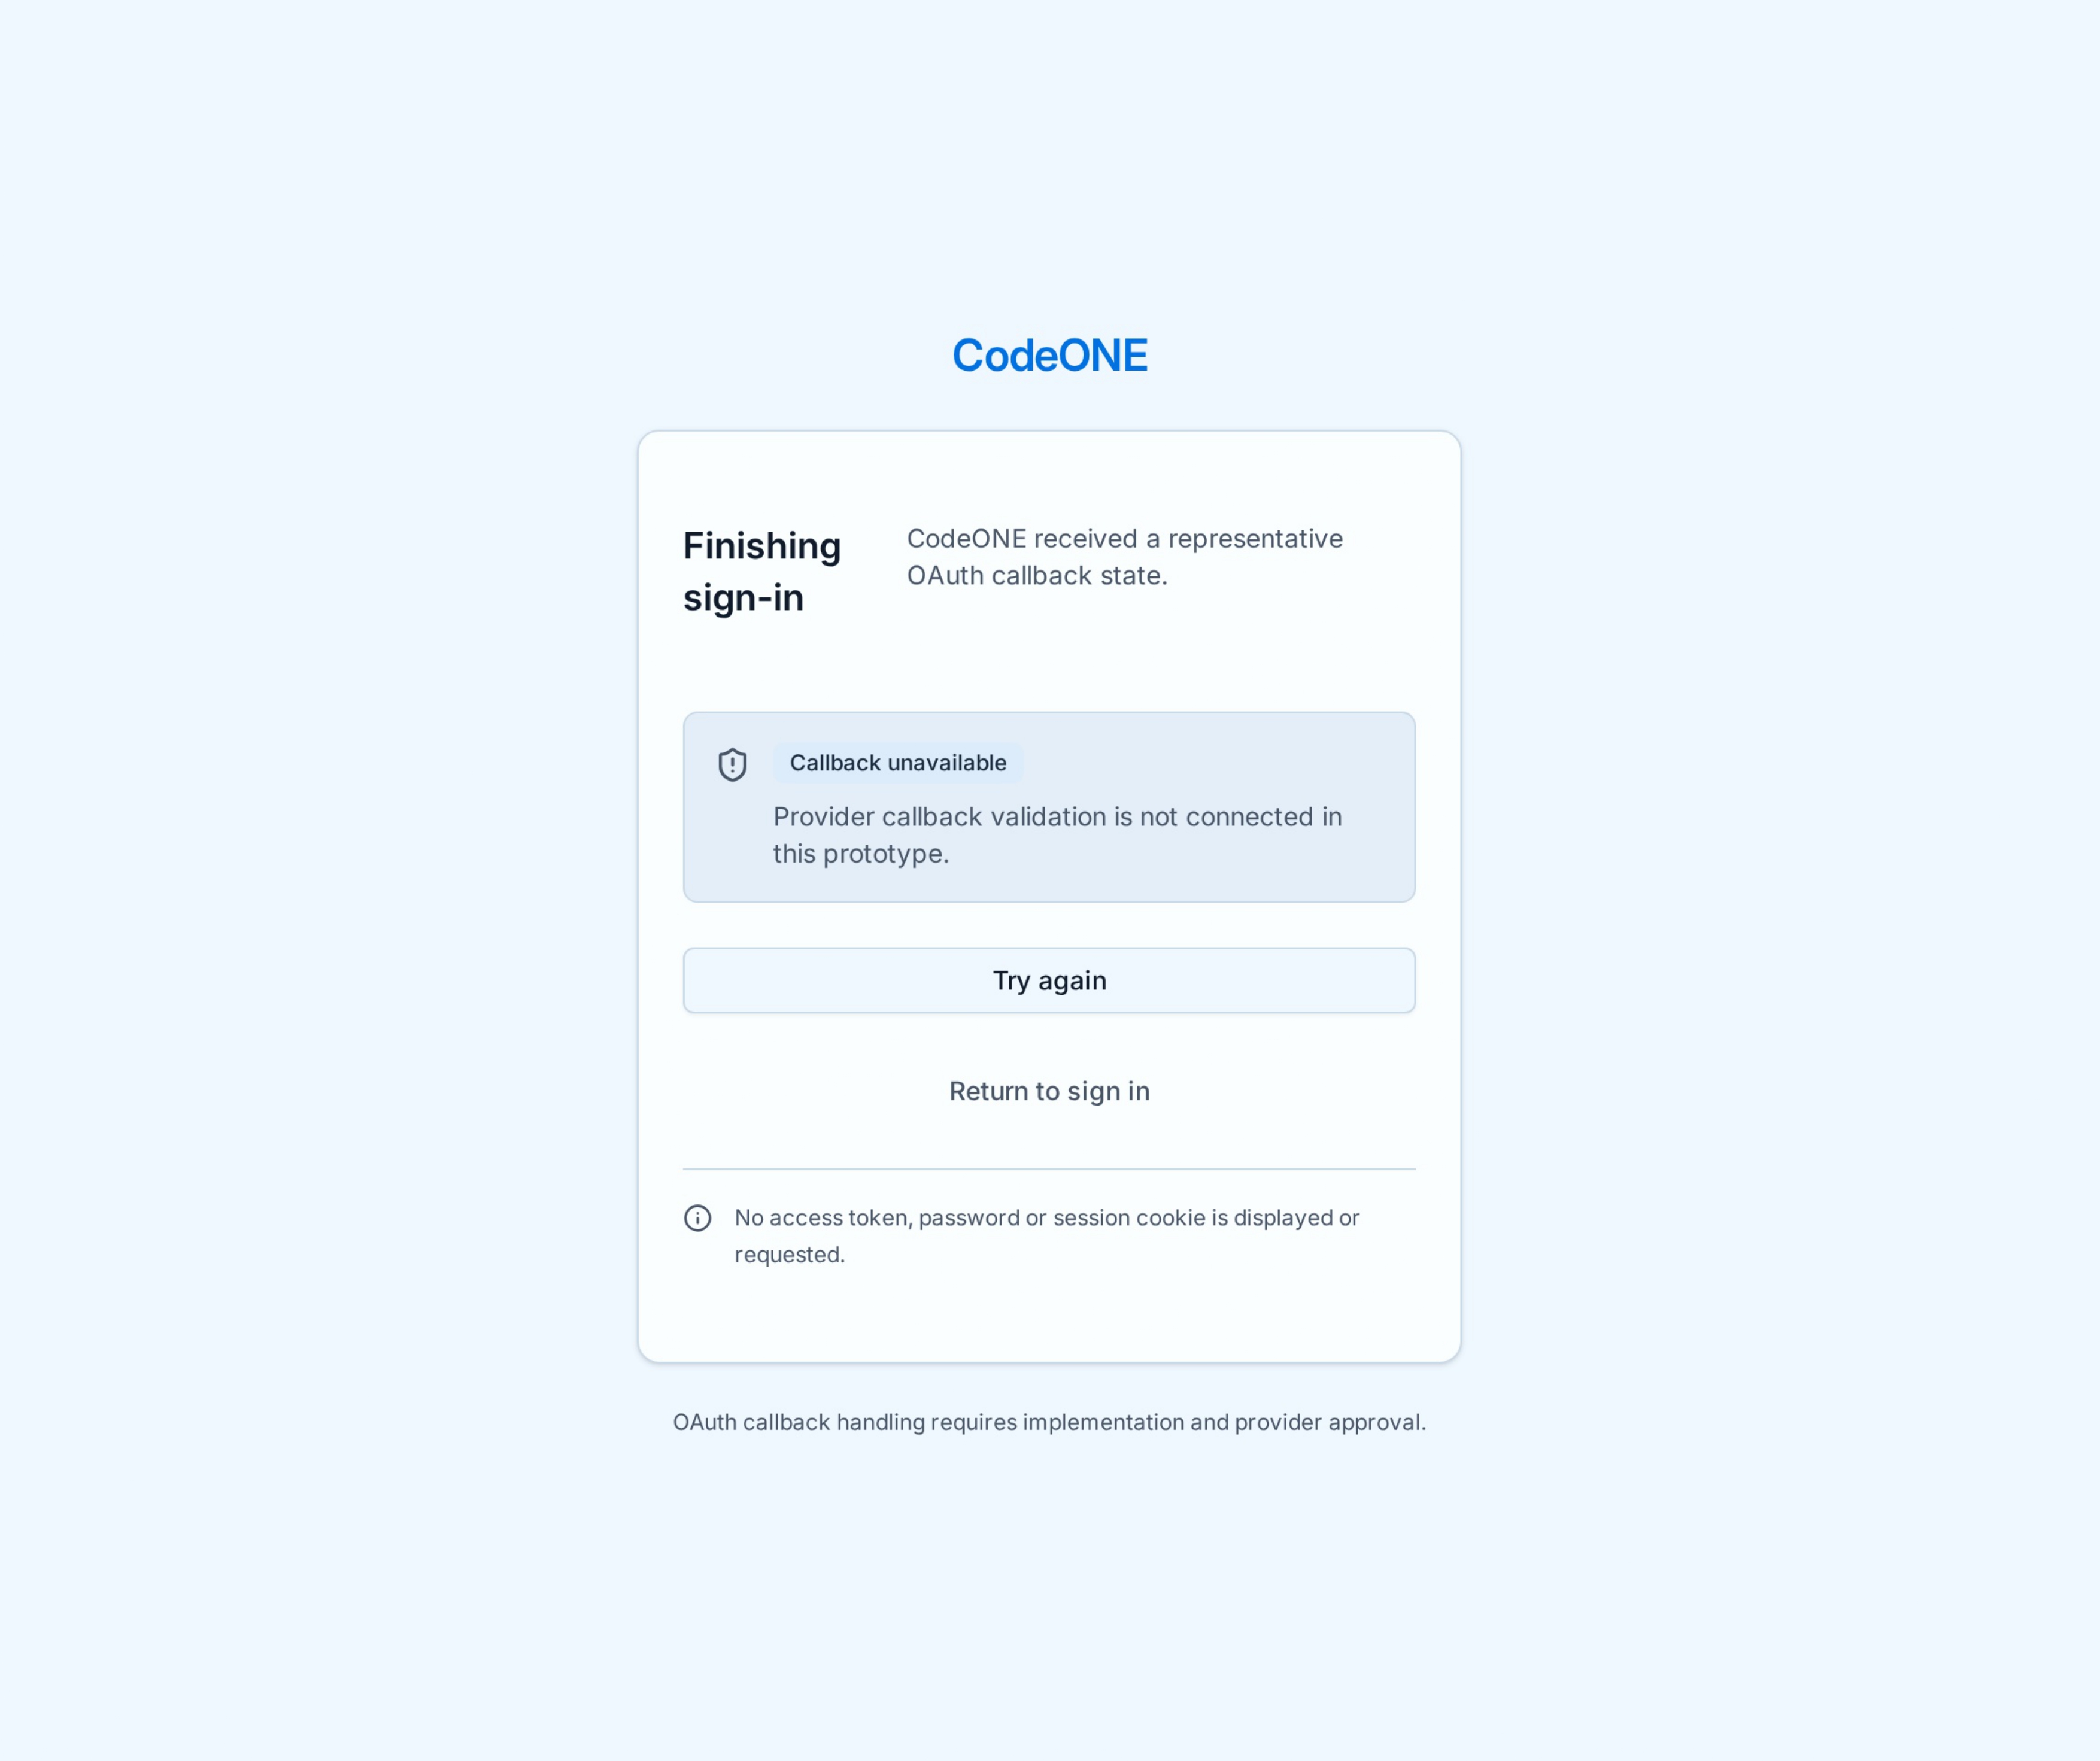 CodeONE
Finishing
sign-in
CodeONE received a representative
OAuth callback state.
Callback unavailable
Provider callback validation is not connected in
this prototype.
Try again
Return to sign in
No access token, password or session cookie is displayed or
requested.
OAuth callback handling requires implementation and provider approval.